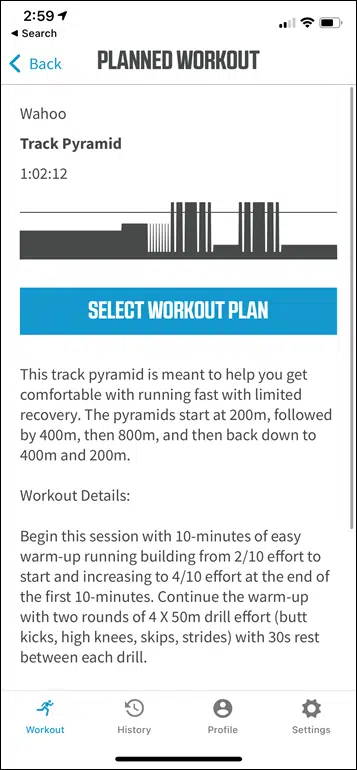 2:59
Search
Back
PLANNED WORKOUT
Wahoo
Track Pyramid
1:02:12
SELECT WORKOUT PLAN
This track pyramid is meant to help you get
comfortable with running fast with limited
recovery. The pyramids start at 200m, followed
by 400m, then 800m, and then back down to
400m and 200m.
Workout Details:
Begin this session with 10-minutes of easy
warm-up running building from 2/10 effort to
start and increasing to 4/10 effort at the end of
the first 10-minutes. Continue the warm-up
with two rounds of 4 X 50m drill effort (butt
kicks, high knees, skips, strides) with 30s rest
between each drill.
Workout
History
Profile
Settings